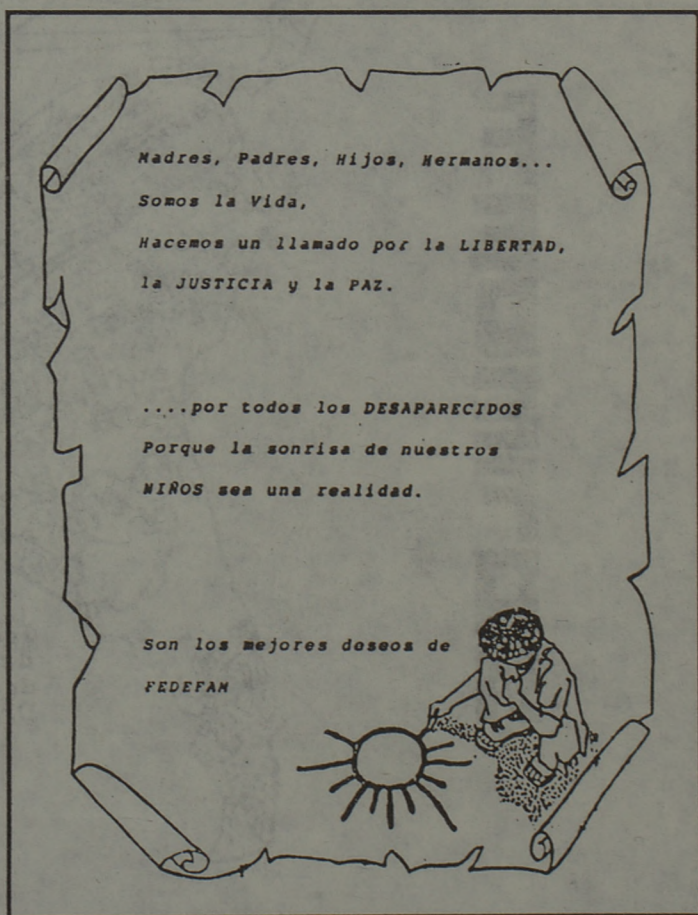 Madres, Padres, Hijos, Hermanos...
Somos la Vida,
Hacemos un llamado por la LIBERTAD,
la JUSTICIA y la PAZ.
....por todos los DESAPARECIDOS
Porque la sonrisa de nuestros
NIÑOS sea una realidad.
Son los mejores deseos de
FEDEFAM